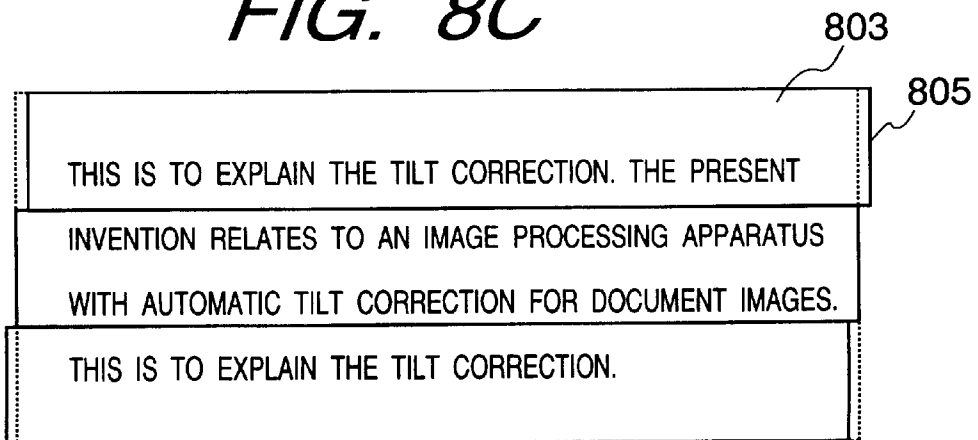 FIG. 8C
803
805
THIS IS TO EXPLAIN THE TILT CORRECTION. THE PRESENT
INVENTION RELATES TO AN IMAGE PROCESSING APPARATUS
WITH AUTOMATIC TILT CORRECTION FOR DOCUMENT IMAGES.
THIS IS TO EXPLAIN THE TILT CORRECTION.